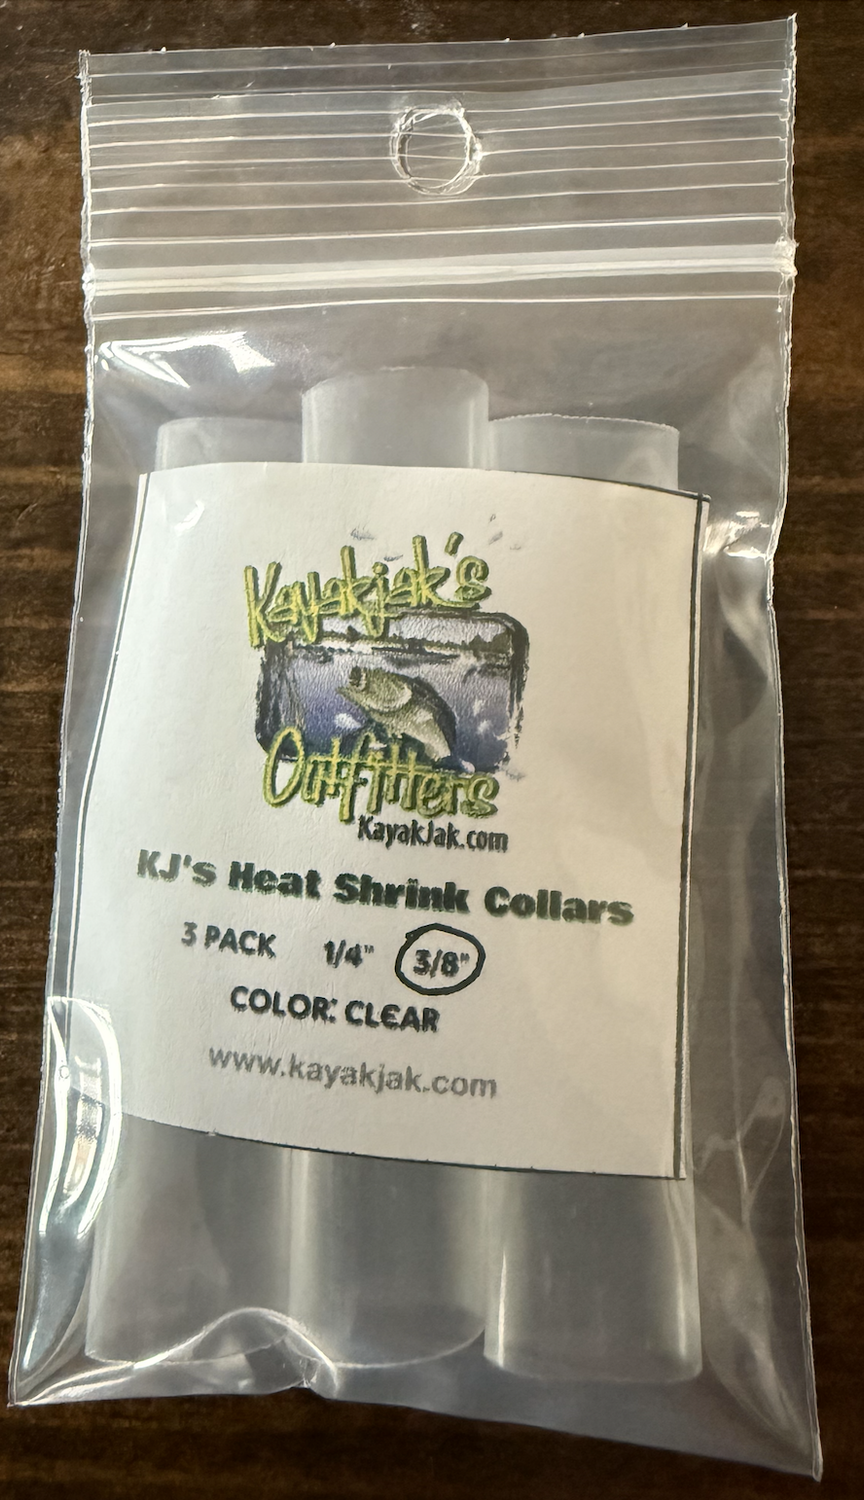 Kayakjak's
Outfitters
KayakJak.com
KJ's Heat Shrink Collars
3 PACK 1/4" 3/8"
COLOR: CLEAR
www.kayakjak.com